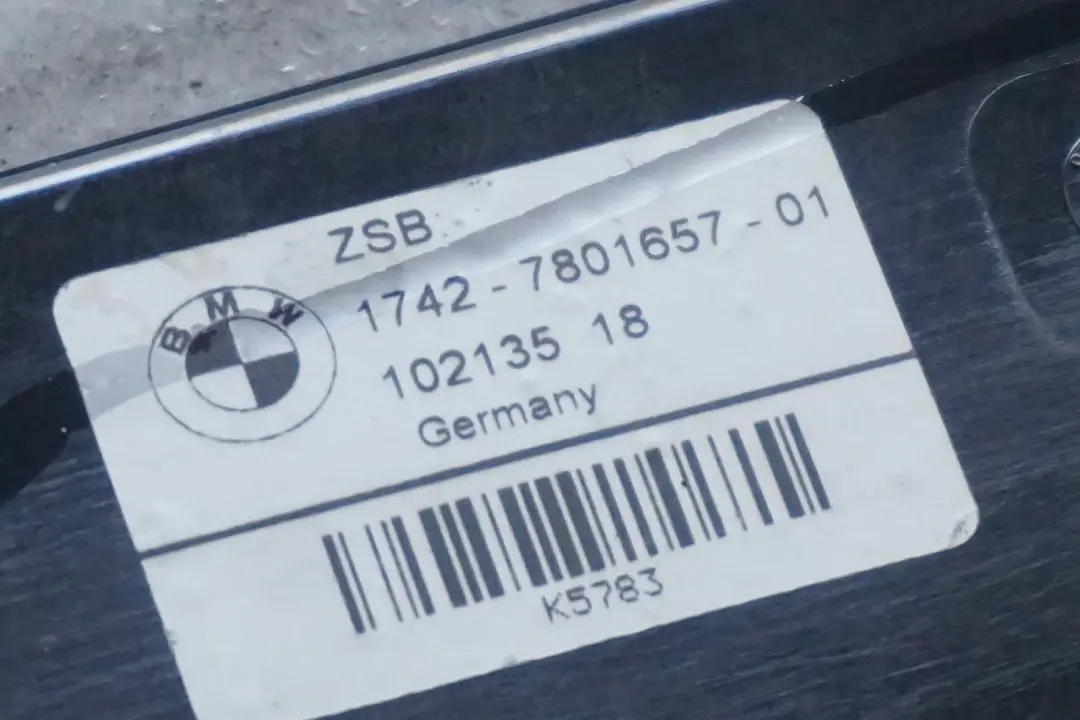 ZSB
BMW
1742 - 7801657 - 01
102135 18
Germany
K5783